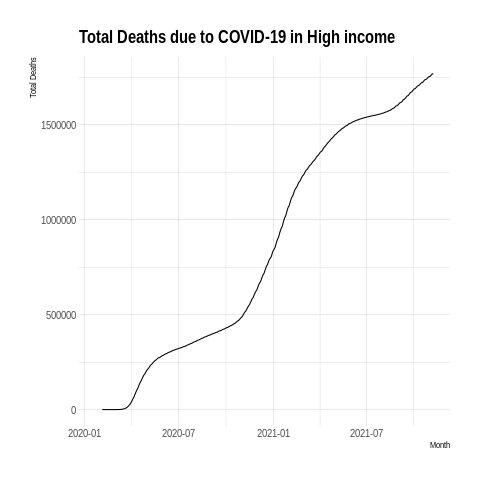 Total Deaths due to COVID-19 in High income
Total Deaths
1500000
1000000
500000
0
2020-01 2020-07 2021-01 2021-07
Month